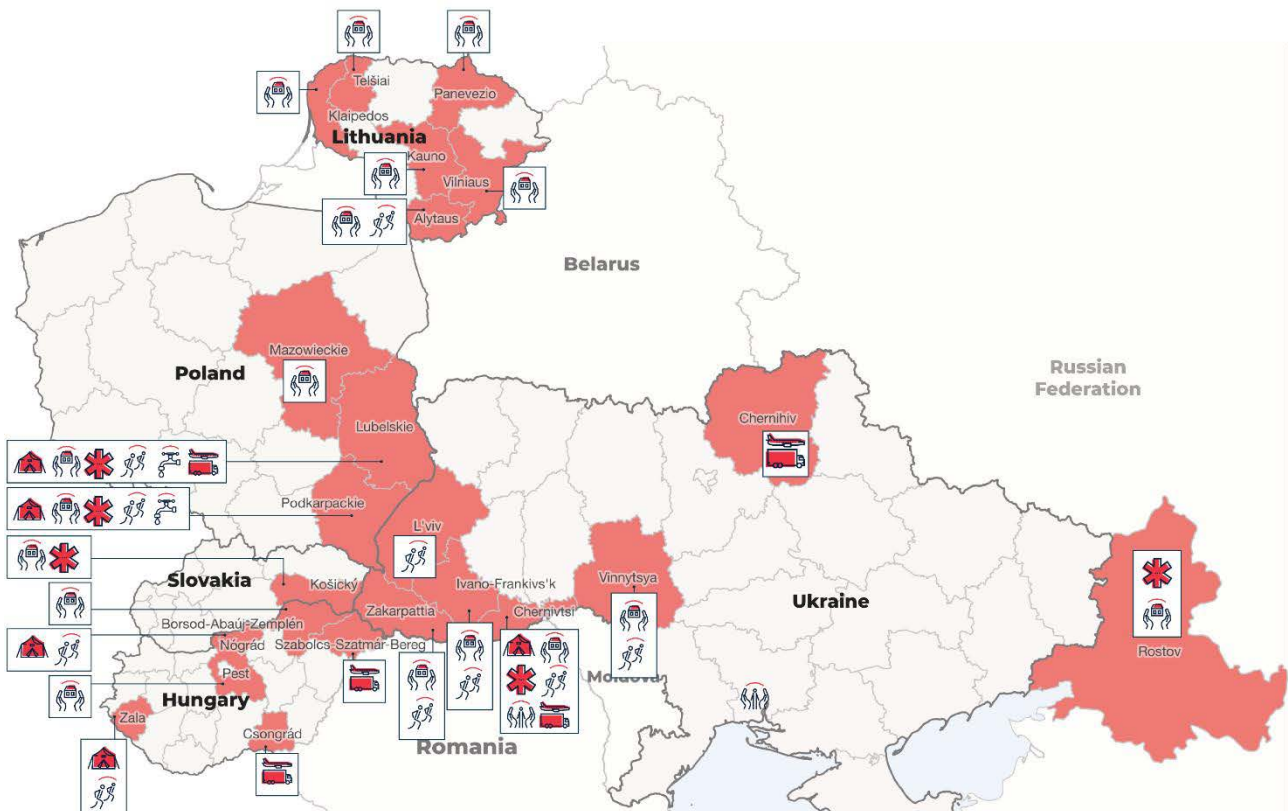 Telšiai
Panevezio
Klaipedos
Lithuania
Kauno
Vilniaus
Alytaus
Belarus
Mazowieckie
Poland
Russian
Federation
Chernihiv
Lubelskie
Podkarpackie
L'viv
Slovakia
Košický
Ivano-Frankivs'k
Vinnytsya
Ukraine
Zakarpattia
Chernivtsi
Borsod-Abaúj-Zemplén
Nógrád
Szabolcs-Szatmár-Bereg
Rostov
Pest
Moldova
Hungary
Zala
Csongrád
Romania